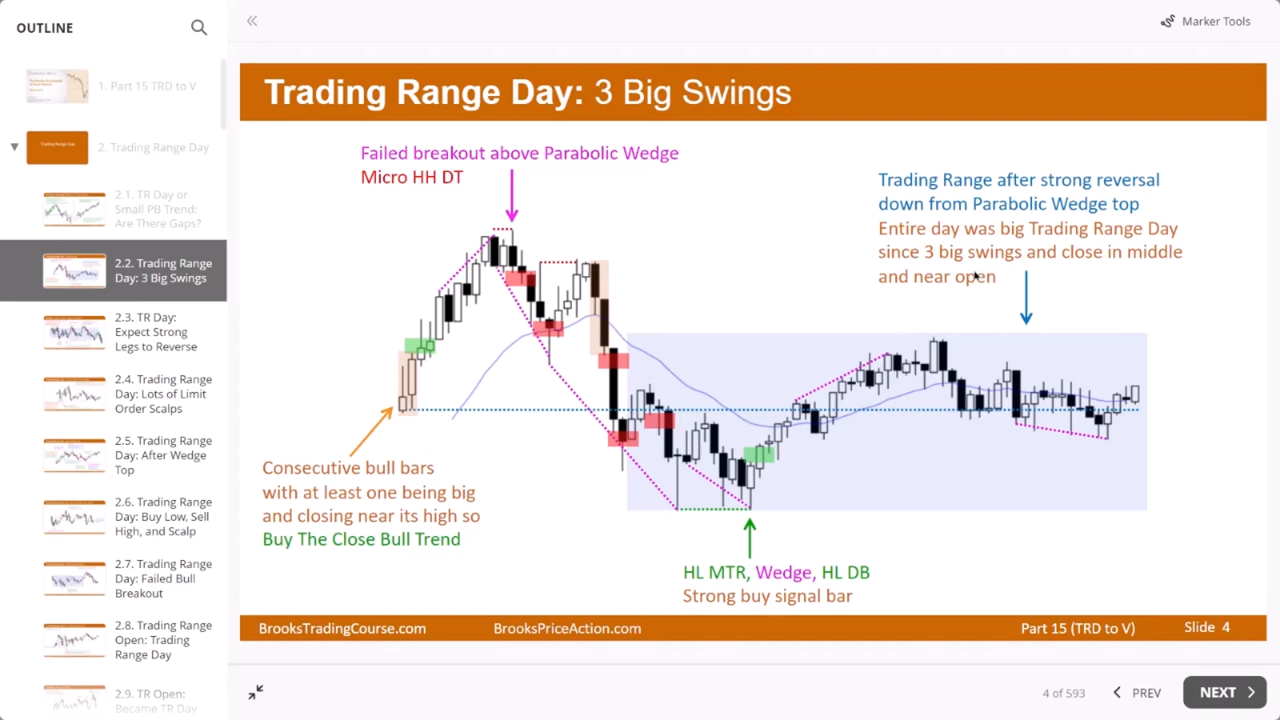 OUTLINE
1. Part 15 TRD to V
2. Trading Range Day
2.1. TR Day or
Small PB Trend:
Are There Gaps?
2.2. Trading Range
Day: 3 Big Swings
2.3. TR Day:
Expect Strong
Legs to Reverse
2.4. Trading Range
Day: Lots of Limit
Order Scalps
2.5. Trading Range
Day: After Wedge
Top
2.6. Trading Range
Day: Buy Low, Sell
High, and Scalp
2.7. Trading Range
Day: Failed Bull
Breakout
2.8. Trading Range
Open: Trading
Range Day
2.9. TR Open:
Became TR Day
Marker Tools
Trading Range Day: 3 Big Swings
Failed breakout above Parabolic Wedge
Micro HH DT
Trading Range after strong reversal
down from Parabolic Wedge top
Entire day was big Trading Range Day
since 3 big swings and close in middle
and near open
Consecutive bull bars
with at least one being big
and closing near its high so
Buy The Close Bull Trend
HL MTR, Wedge, HL DB
Strong buy signal bar
BrooksTradingCourse.com
BrooksPriceAction.com
Part 15 (TRD to V)
Slide 4
4 of 593
PREV
NEXT